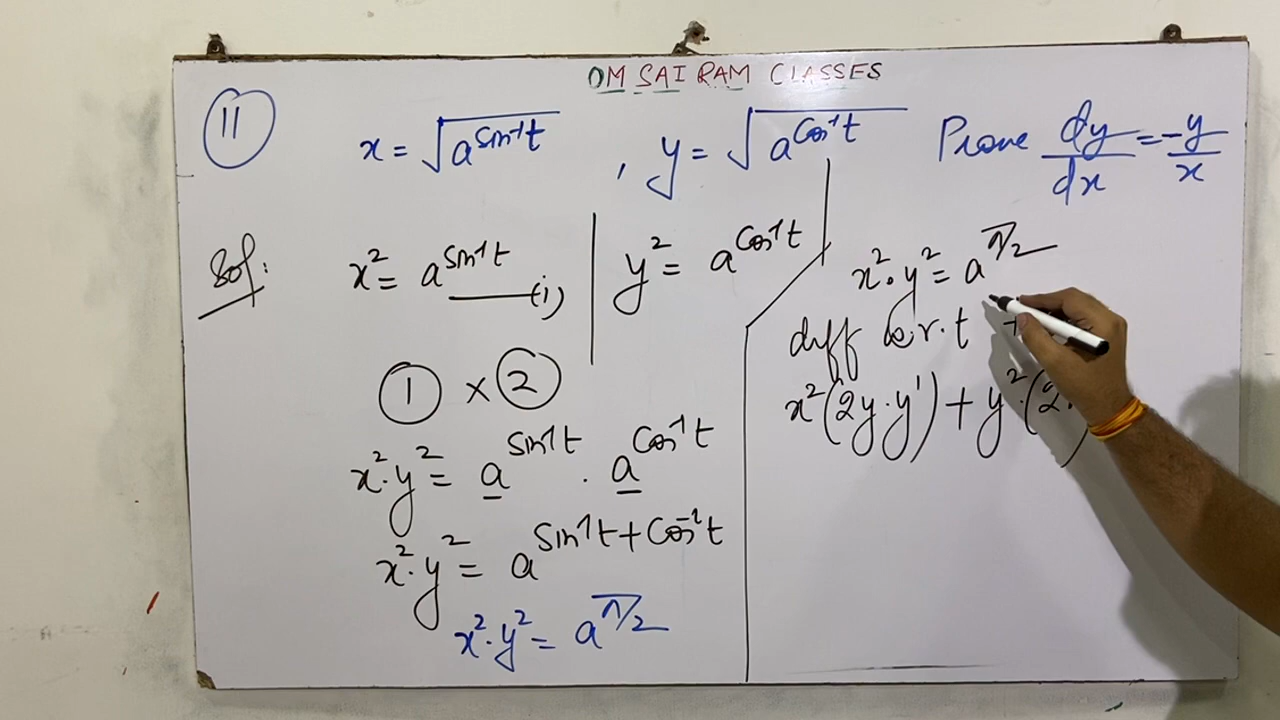 OM SAI RAM CLASSES
11 x = √a^sin⁻¹t , y = √a^Cos⁻¹t Prove dy/dx = -y/x
Sol:
x² = a^sin⁻¹t (i)
y² = a^Cos⁻¹t
1 × 2
x²·y² = a^sin⁻¹t · a^Cos⁻¹t
x²·y² = a^Sin⁻¹t + Cos⁻¹t
x²·y² = a^π/2
x²·y² = a^π/2
diff w.r.t
x²(2y·y') + y²·(2